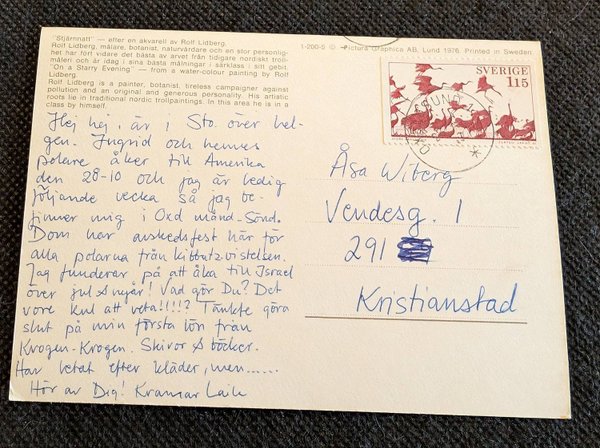 "Stjärnnatt" — efter en akvarell av Rolf Lidberg.
Rolf Lidberg, målare, botanist, naturvårdare och en stor personlig-
het har fört vidare det bästa av arvet från tidigare nordiskt troll-
måleri och är idag i sina bästa målningar i särklass i sitt gebit.
"On a Starry Evening" — from a water-colour painting by Rolf
Lidberg.
Rolf Lidberg is a painter, botanist, tireless campaigner against
pollution and an original and generous personality. His artistic
roots lie in traditional nordic trollpaintings. In this area he is in a
class by himself.
1-200-5 © Pictura Graphica AB, Lund 1976. Printed in Sweden.
SVERIGE
115
SUND
Hej hej, är i Sto. över hel-
gen. Ingrid och hennes
polare åker till Amerika
den 28-10 och jag är ledig
följande vecka så jag be-
finner mig i Öxd månd-Sönd.
Dom har avskedsfest här för
alla polarna från kibbutzvistelsen.
Jag funderar på att åka till Israel
över jul & nyår! Vad gör Du? Det
vore kul att veta!!!!? Tänkte göra
slut på min första lön från
Krogen-Krogen. Skivor & böcker.
Har letat efter kläder, men......
Hör av Dig! Kramar Laila
Åsa Wiberg
Vendesg. 1
291
Kristianstad